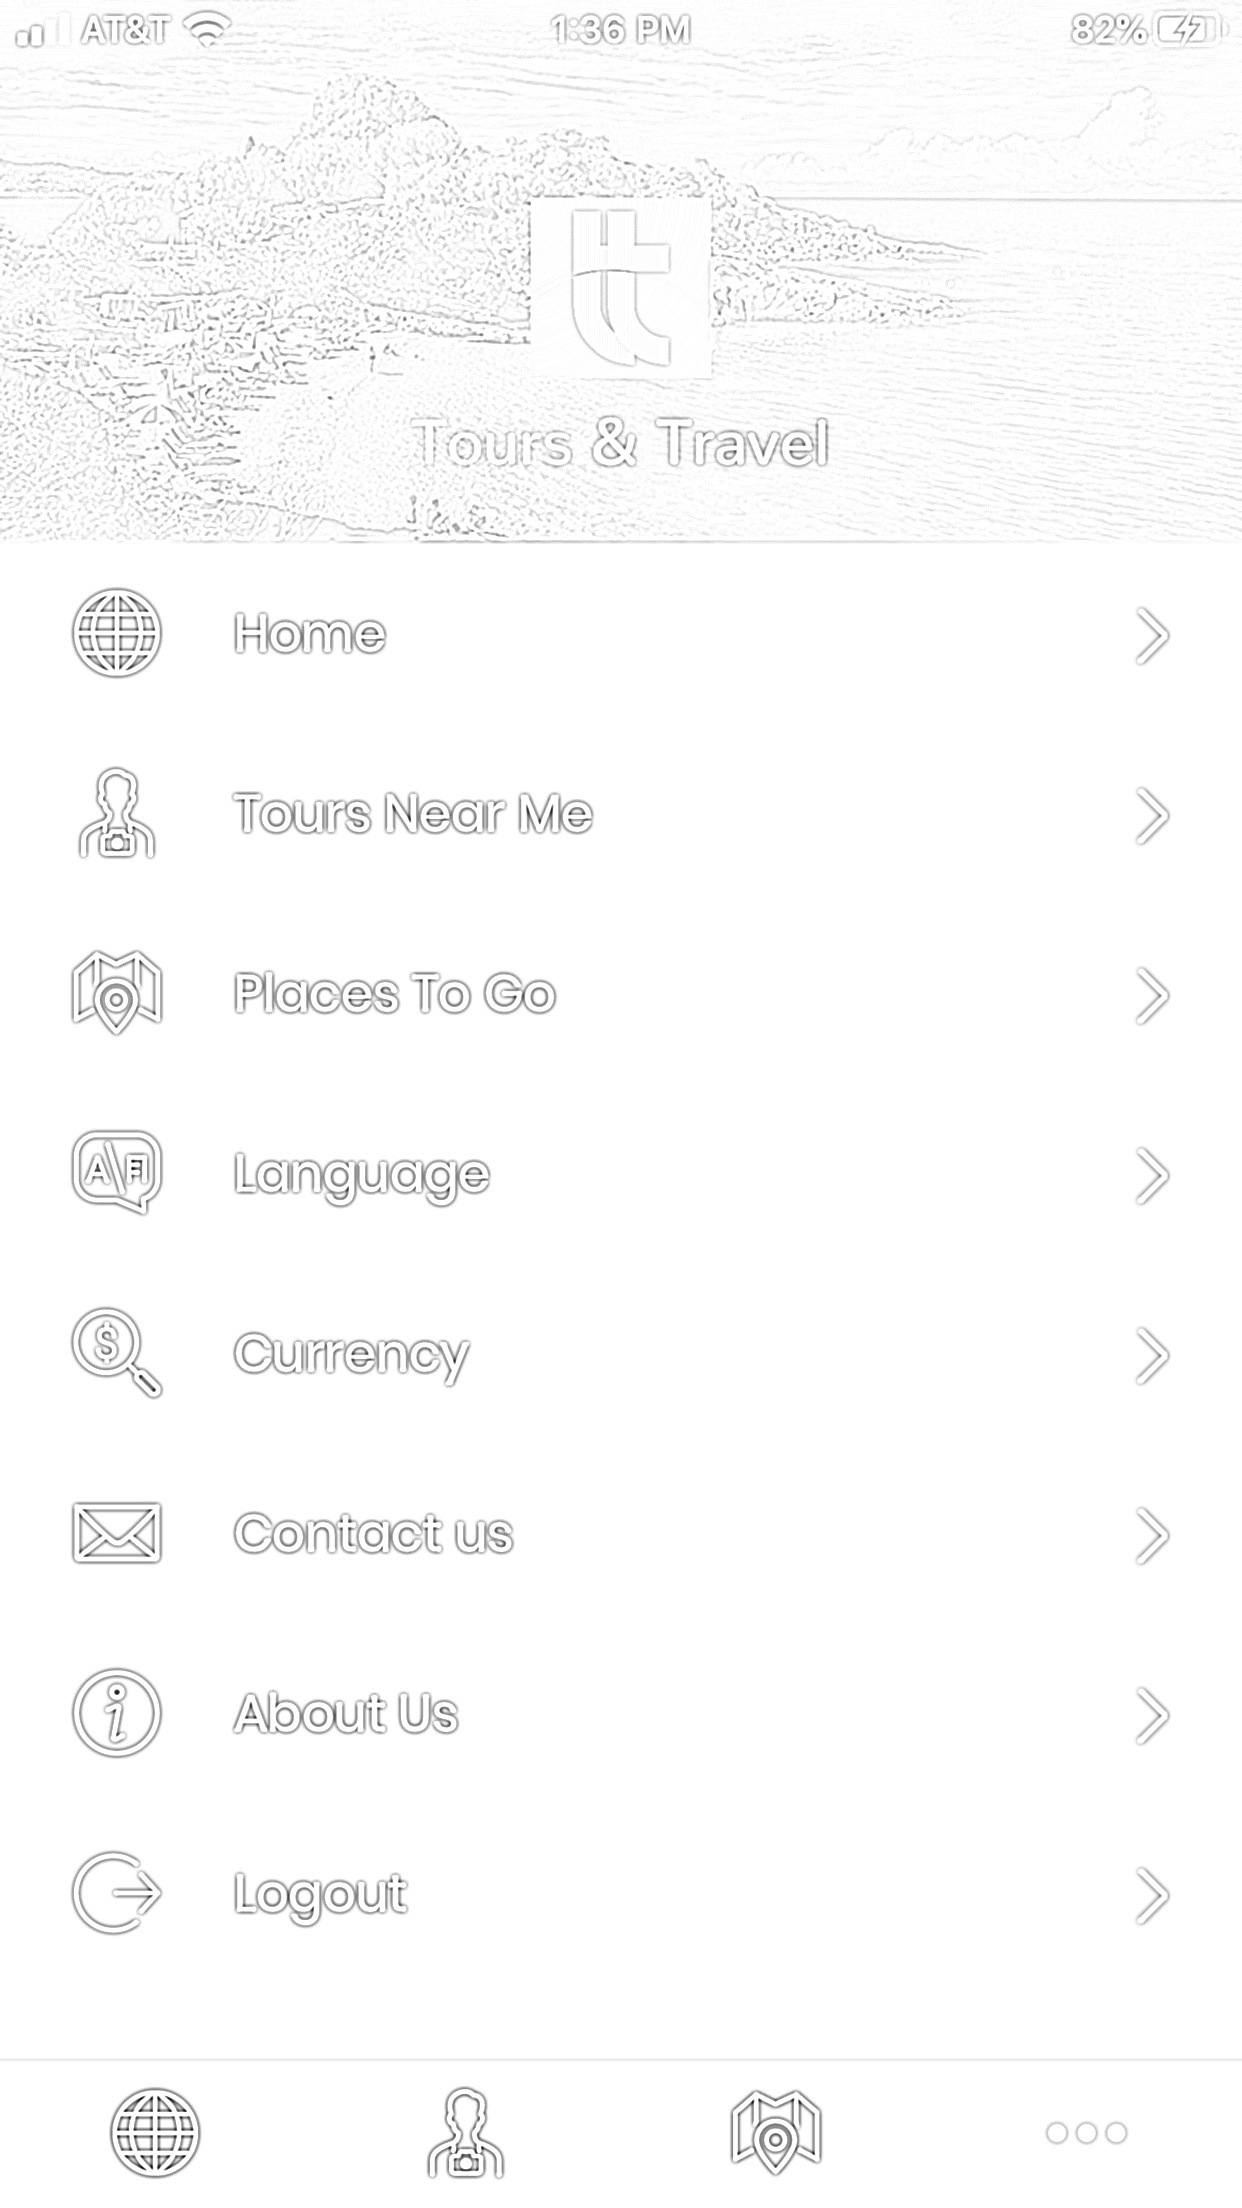 AT&T 1:36 PM 82%
tt
Tours & Travel
Home
Tours Near Me
Places To Go
Language
Currency
Contact us
About Us
Logout